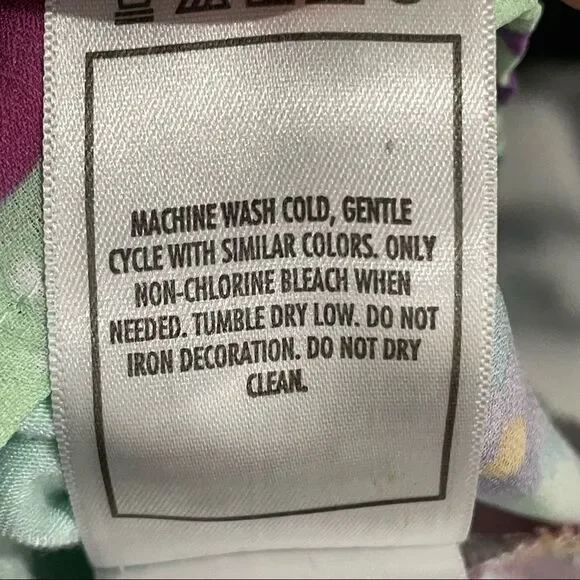 MACHINE WASH COLD, GENTLE
CYCLE WITH SIMILAR COLORS. ONLY
NON-CHLORINE BLEACH WHEN
NEEDED. TUMBLE DRY LOW. DO NOT
IRON DECORATION. DO NOT DRY
CLEAN.